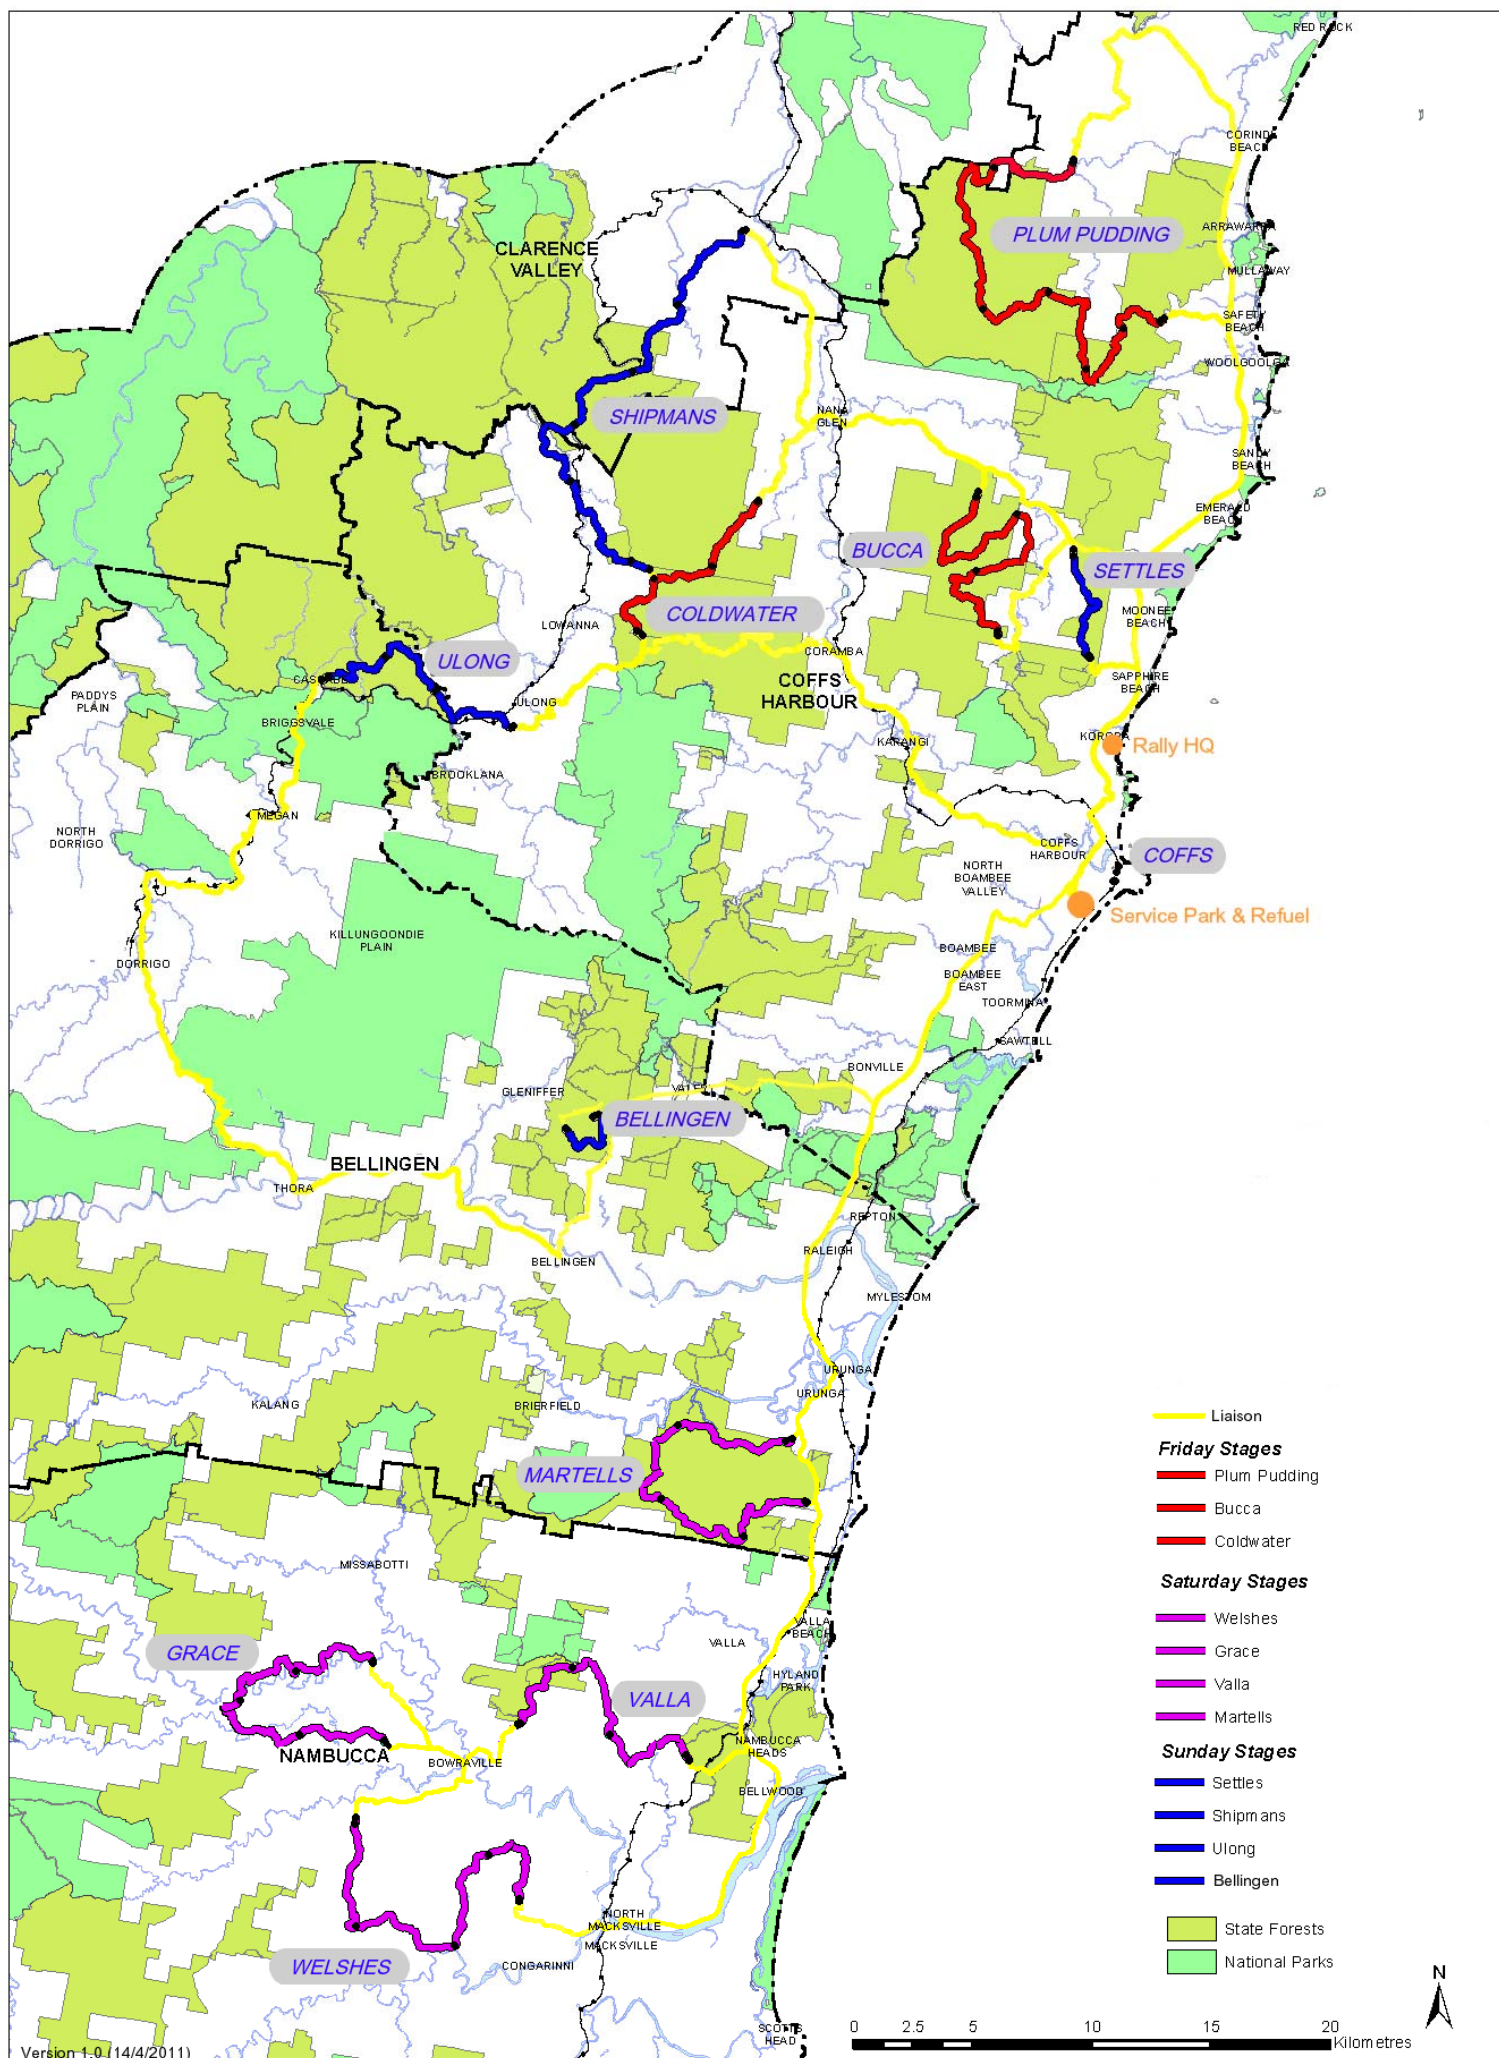 RED ROCK
CORINDI
BEACH
PLUM PUDDING
ARRAWARRA
CLARENCE
VALLEY
MULLAWAY
SAFETY
BEACH
WOOLGOOLGA
SHIPMANS
NANA
GLEN
SANDY
BEACH
EMERALD
BEACH
BUCCA
SETTLES
COLDWATER
MOONEE
BEACH
LOWANNA
CORAMBA
ULONG
COFFS
HARBOUR
SAPPHIRE
BEACH
PADDYS
PLAIN
ULONG
BRIGGSVALE
KORORA
Rally HQ
KARANGI
BROOKLANA
MEGAN
NORTH
DORRIGO
COFFS
HARBOUR
COFFS
NORTH
BOAMBEE
VALLEY
Service Park & Refuel
KILLUNGOONDIE
PLAIN
BOAMBEE
DORRIGO
BOAMBEE
EAST
TOORMINA
SAWTELL
BONVILLE
GLENIFFER
VALERY
BELLINGEN
BELLINGEN
THORA
REPTON
RALEIGH
BELLINGEN
MYLESTOM
URUNGA
URUNGA
KALANG
BRIERFIELD
MARTELLS
MISSABOTTI
VALLA
BEACH
VALLA
GRACE
HYLAND
PARK
VALLA
NAMBUCCA
HEADS
NAMBUCCA
BOWRAVILLE
BELLWOOD
NORTH
MACKSVILLE
MACKSVILLE
WELSHES
CONGARINNI
SCOTTS
HEAD
Liaison
Friday Stages
Plum Pudding
Bucca
Coldwater
Saturday Stages
Welshes
Grace
Valla
Martells
Sunday Stages
Settles
Shipmans
Ulong
Bellingen
State Forests
National Parks
N
0 2.5 5 10 15 20
Kilometres
Version 1.0 (14/4/2011)